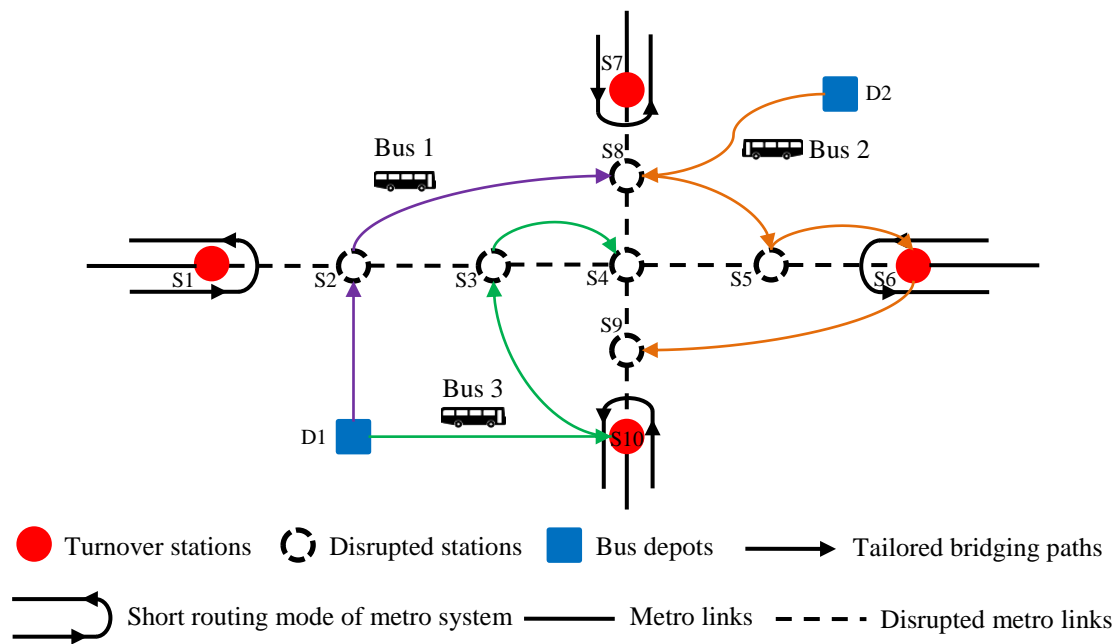 S7
D2
Bus 1
S8
Bus 2
S1
S2
S3
S4
S5
S6
S9
Bus 3
D1
S10
Turnover stations
Disrupted stations
Bus depots
Tailored bridging paths
Short routing mode of metro system
Metro links
Disrupted metro links